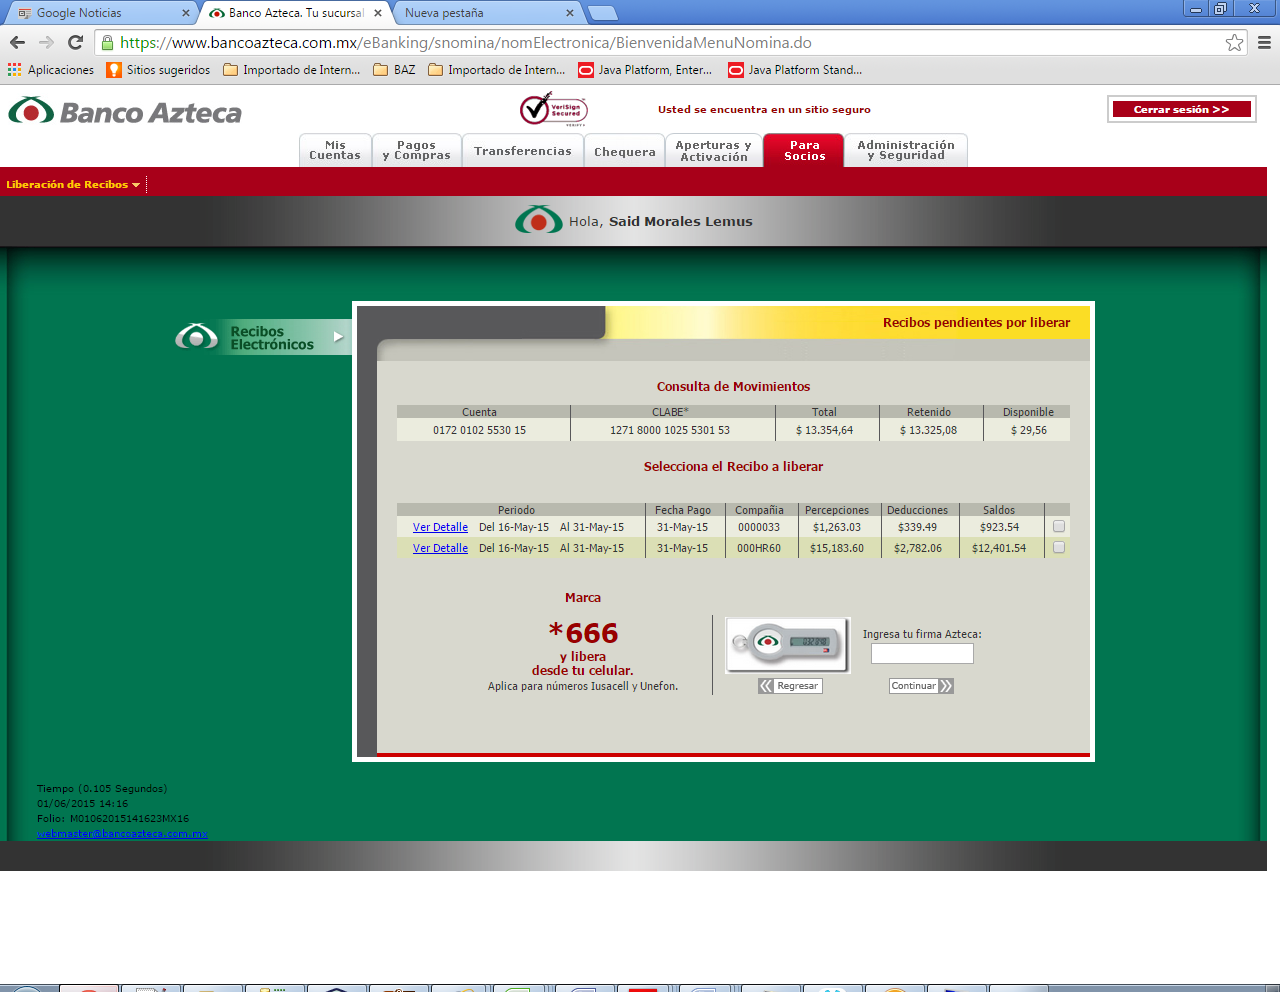 Google Noticias
Banco Azteca. Tu sucursal
Nueva pestaña
https://www.bancoazteca.com.mx/eBanking/snomina/nomElectronica/BienvenidaMenuNomina.do
Aplicaciones
Sitios sugeridos
Importado de Intern...
BAZ
Importado de Intern...
Java Platform, Enter...
Java Platform Stand...
Banco Azteca
VeriSign
Secured
VERIFY
Usted se encuentra en un sitio seguro
Cerrar sesión >>
Mis
Cuentas
Pagos
y Compras
Transferencias
Chequera
Aperturas y
Activación
Para
Socios
Administración
y Seguridad
Liberación de Recibos
Hola, Said Morales Lemus
Recibos
Electrónicos
Recibos pendientes por liberar
Consulta de Movimientos
Cuenta CLABE* Total Retenido Disponible
0172 0102 5530 15 1271 8000 1025 5301 53 $ 13.354,64 $ 13.325,08 $ 29,56
Selecciona el Recibo a liberar
Periodo Fecha Pago Compañia Percepciones Deducciones Saldos
Ver Detalle Del 16-May-15 Al 31-May-15 31-May-15 0000033 $1,263.03 $339.49 $923.54
Ver Detalle Del 16-May-15 Al 31-May-15 31-May-15 000HR60 $15,183.60 $2,782.06 $12,401.54
Marca
*666
y libera
desde tu celular.
Aplica para números Iusacell y Unefon.
Ingresa tu firma Azteca:
Regresar
Continuar
Tiempo (0.105 Segundos)
01/06/2015 14:16
Folio: M01062015141623MX16
webmaster@bancoazteca.com.mx